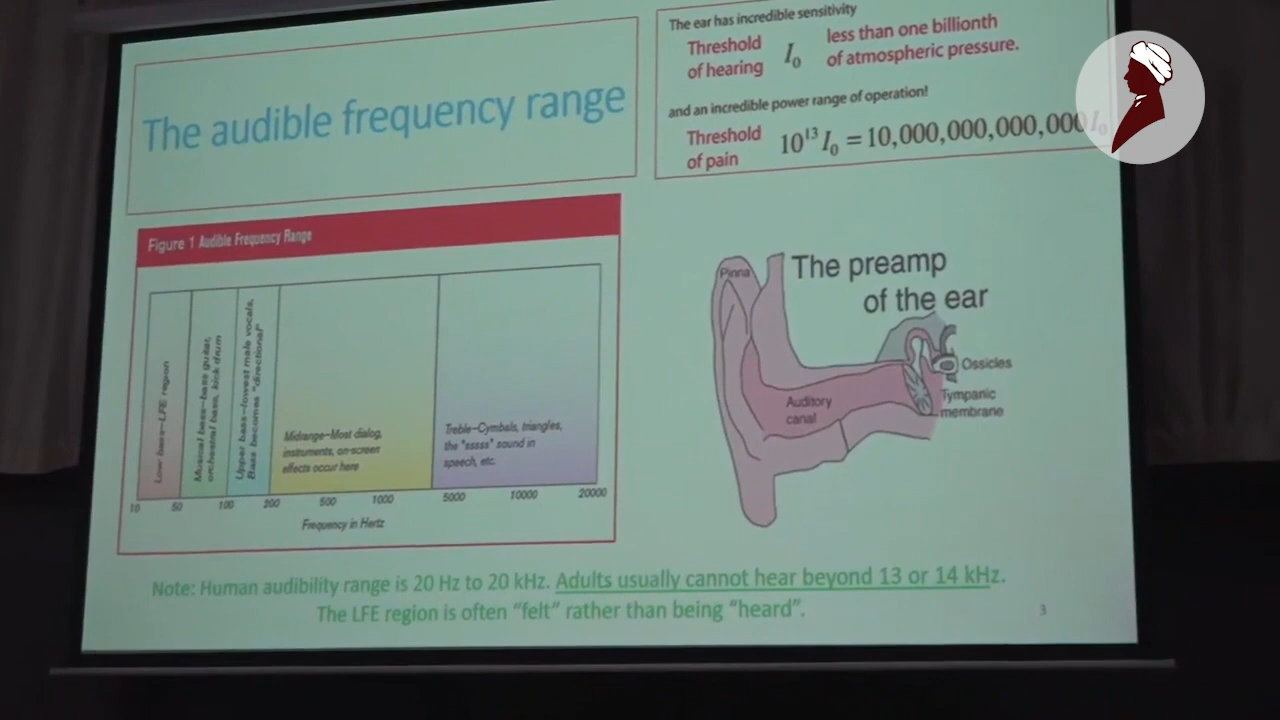 The audible frequency range
The ear has incredible sensitivity
Threshold
of hearing
I₀
less than one billionth
of atmospheric pressure.
and an incredible power range of operation!
Threshold
of pain
10¹³ I₀ = 10,000,000,000,000 I₀
Figure 1 Audible Frequency Range
Low bass–LFE region
Musical bass–bass guitar,
orchestral bass, kick drum
Upper bass–lowest male vocals,
Bass becomes "directional"
Midrange–Most dialog,
instruments, on-screen
effects occur here
Treble–Cymbals, triangles,
the "sssss" sound in
speech, etc.
10 50 100 200 500 1000 5000 10000 20000
Frequency in Hertz
The preamp
of the ear
Pinna
Ossicles
Auditory
canal
Tympanic
membrane
Note: Human audibility range is 20 Hz to 20 kHz. Adults usually cannot hear beyond 13 or 14 kHz.
The LFE region is often “felt” rather than being “heard”.
3